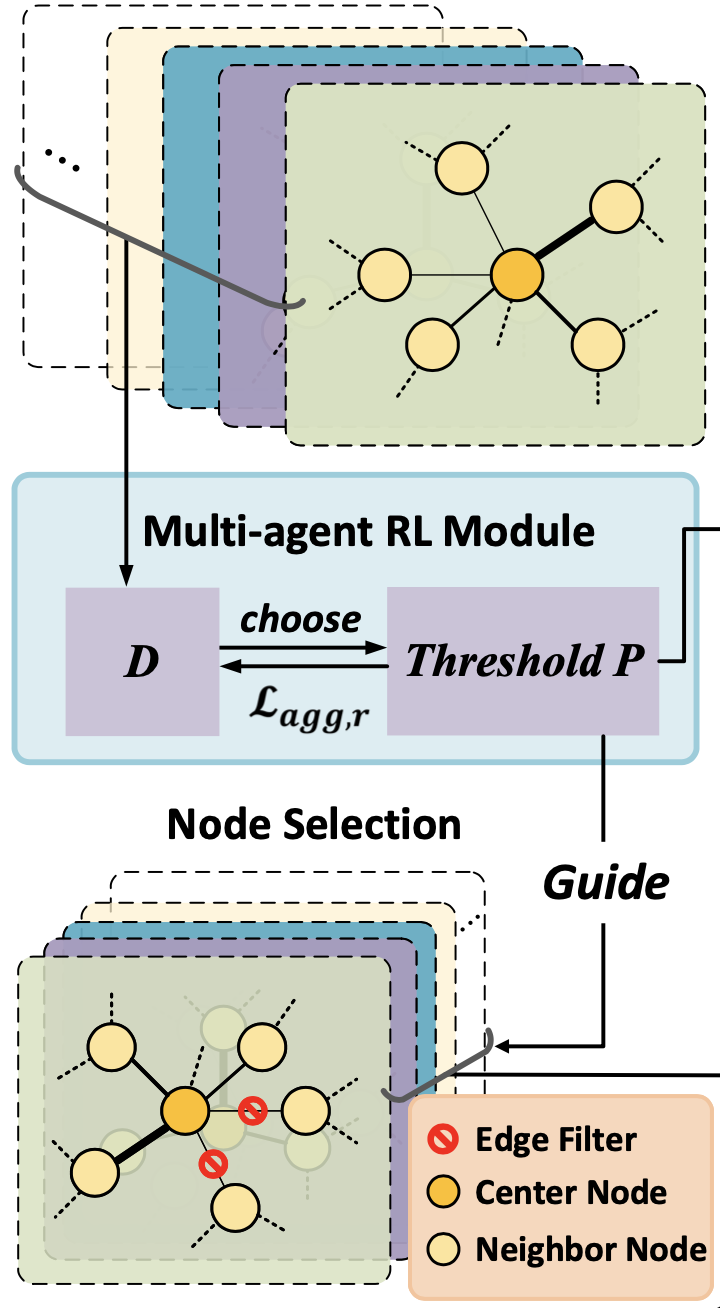 Multi-agent RL Module
D
choose
Threshold P
ℒagg,r
Node Selection
Guide
Edge Filter
Center Node
Neighbor Node